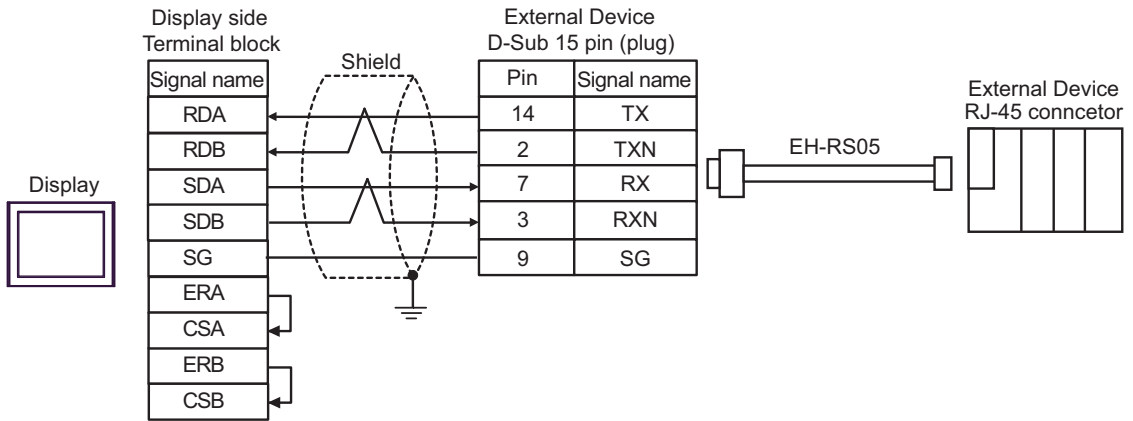 Display side
Terminal block
External Device
D-Sub 15 pin (plug)
Shield
Signal name
Pin
Signal name
RDA
14
TX
RDB
2
TXN
SDA
7
RX
SDB
3
RXN
SG
9
SG
ERA
CSA
ERB
CSB
Display
EH-RS05
External Device
RJ-45 conncetor